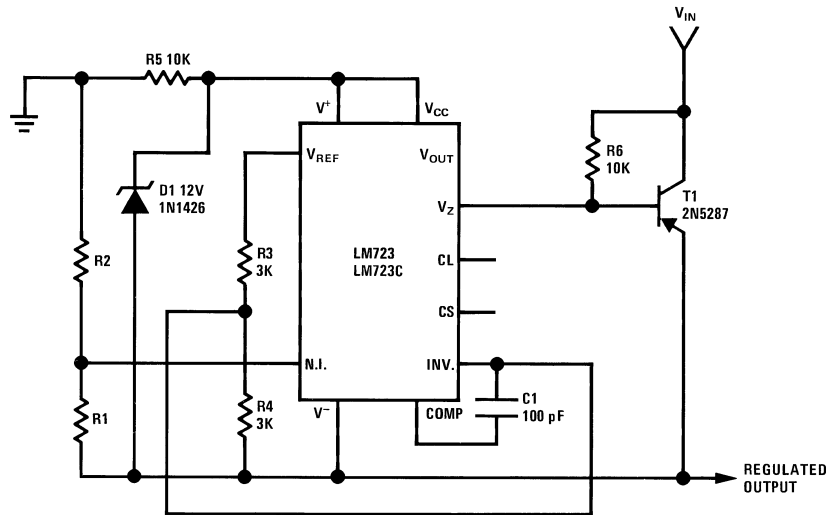 V_IN
R5 10K
V+
V_CC
V_REF
V_OUT
R6
10K
D1 12V
1N1426
V_Z
T1
2N5287
R2
R3
3K
LM723
LM723C
CL
CS
N.I.
INV.
R1
R4
3K
V−
COMP
C1
100 pF
REGULATED
OUTPUT